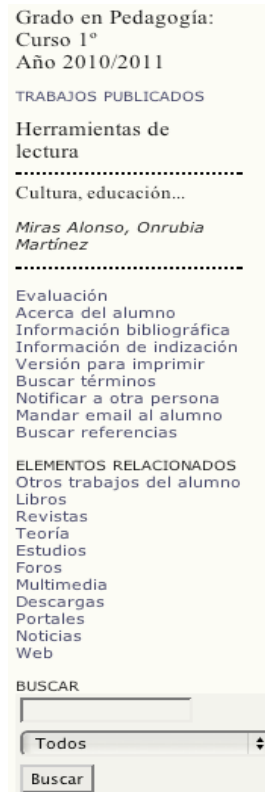 Grado en Pedagogía:
Curso 1º
Año 2010/2011
TRABAJOS PUBLICADOS
Herramientas de
lectura
Cultura, educación...
Miras Alonso, Onrubia
Martínez
Evaluación
Acerca del alumno
Información bibliográfica
Información de indización
Versión para imprimir
Buscar términos
Notificar a otra persona
Mandar email al alumno
Buscar referencias
ELEMENTOS RELACIONADOS
Otros trabajos del alumno
Libros
Revistas
Teoría
Estudios
Foros
Multimedia
Descargas
Portales
Noticias
Web
BUSCAR
Todos
Buscar